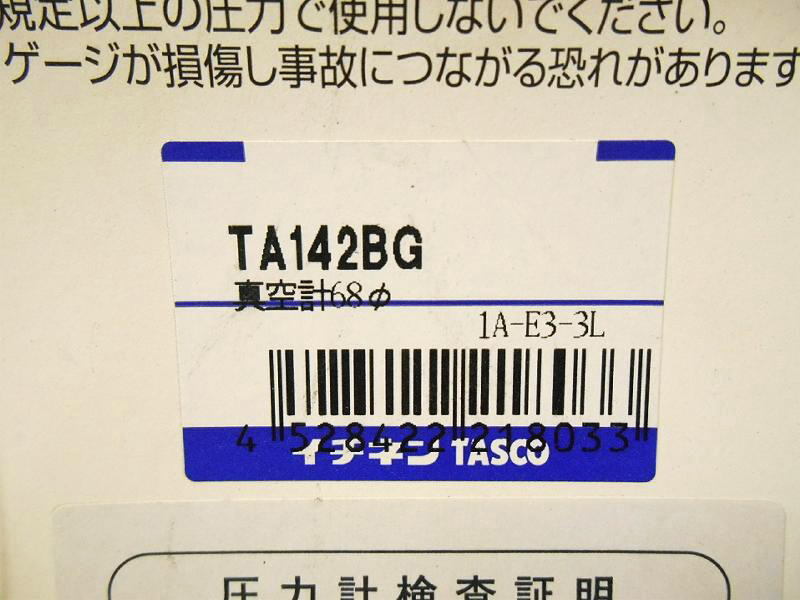 規定以上の圧力で使用しないでください。
ゲージが損傷し事故につながる恐れがあります
TA142BG
真空計68φ
1A-E3-3L
4 528422 218033
イチネン TASCO
圧力計検査証明